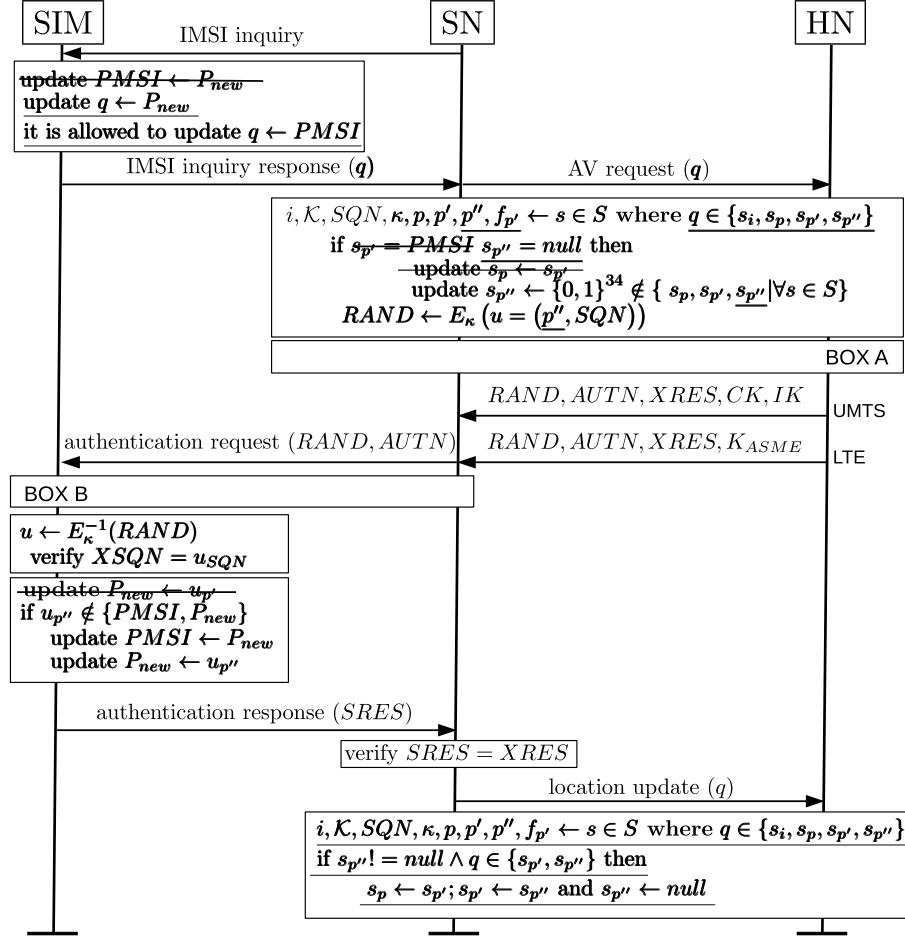 SIM SN HN
IMSI inquiry
update PMSI ← P_new
update q ← P_new
it is allowed to update q ← PMSI
IMSI inquiry response (q) AV request (q)
i, 𝒦, SQN, κ, p, p′, p″, f_p′ ← s ∈ S where q ∈ {s_i, s_p, s_p′, s_p″}
if s_p′ = PMSI s_p″ = null then
update s_p ← s_p′
update s_p″ ← {0,1}^34 ∉ { s_p, s_p′, s_p″|∀s ∈ S}
RAND ← E_κ (u = (p″, SQN))
BOX A
RAND, AUTN, XRES, CK, IK
UMTS
authentication request (RAND, AUTN) RAND, AUTN, XRES, K_ASME
LTE
BOX B
u ← E_κ^−1(RAND)
verify XSQN = u_SQN
update P_new ← u_p′
if u_p″ ∉ {PMSI, P_new}
update PMSI ← P_new
update P_new ← u_p″
authentication response (SRES)
verify SRES = XRES
location update (q)
i, 𝒦, SQN, κ, p, p′, p″, f_p′ ← s ∈ S where q ∈ {s_i, s_p, s_p′, s_p″}
if s_p″! = null ∧ q ∈ {s_p′, s_p″} then
s_p ← s_p′; s_p′ ← s_p″ and s_p″ ← null